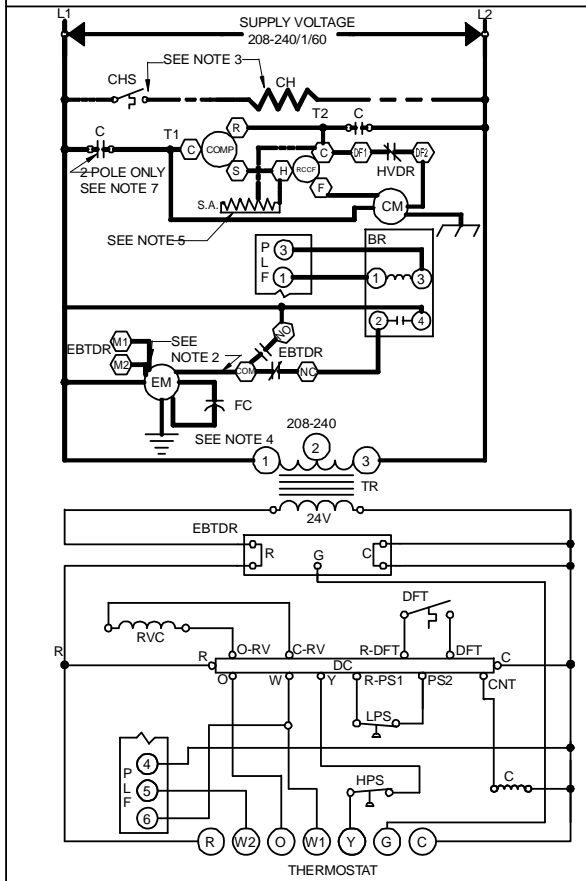 L1 L2
SUPPLY VOLTAGE
208-240/1/60
SEE NOTE 3
CHS CH
C T1 R T2 C
C COMP C DF1 DF2
2 POLE ONLY S H RCCF HVDR
SEE NOTE 7 F
S.A. CM
SEE NOTE 5
P 3 BR
L
F 1 1 3
NO 2 4
M1 SEE
EBTDR NOTE 2 EBTDR
M2 COM NC
EM
FC
SEE NOTE 4 208-240
1 2 3
TR
24V
EBTDR
R G C
DFT
RVC
R O-RV C-RV R-DFT DFT
R DC C
O W Y R-PS1 PS2 CNT
LPS
P 4 HPS C
L 5
F 6
R W2 O W1 Y G C
THERMOSTAT